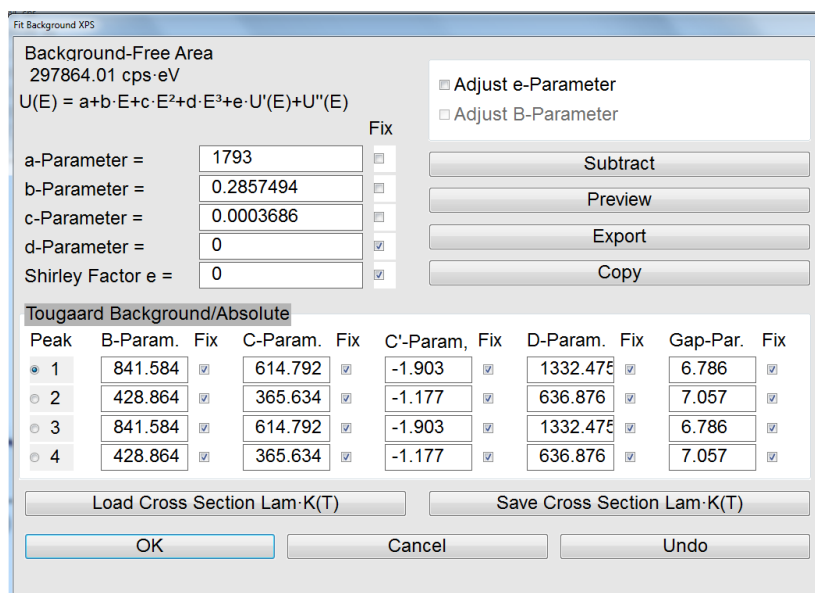 Fit Background XPS
Background-Free Area
297864.01 cps·eV
U(E) = a+b·E+c·E²+d·E³+e·U'(E)+U''(E)
Adjust e-Parameter
Adjust B-Parameter
Fix
a-Parameter = 1793
Subtract
b-Parameter = 0.2857494
Preview
c-Parameter = 0.0003686
d-Parameter = 0
Export
Shirley Factor e = 0
Copy
Tougaard Background/Absolute
Peak B-Param. Fix C-Param. Fix C'-Param, Fix D-Param. Fix Gap-Par. Fix
1 841.584 614.792 -1.903 1332.475 6.786
2 428.864 365.634 -1.177 636.876 7.057
3 841.584 614.792 -1.903 1332.475 6.786
4 428.864 365.634 -1.177 636.876 7.057
Load Cross Section Lam·K(T) Save Cross Section Lam·K(T)
OK Cancel Undo